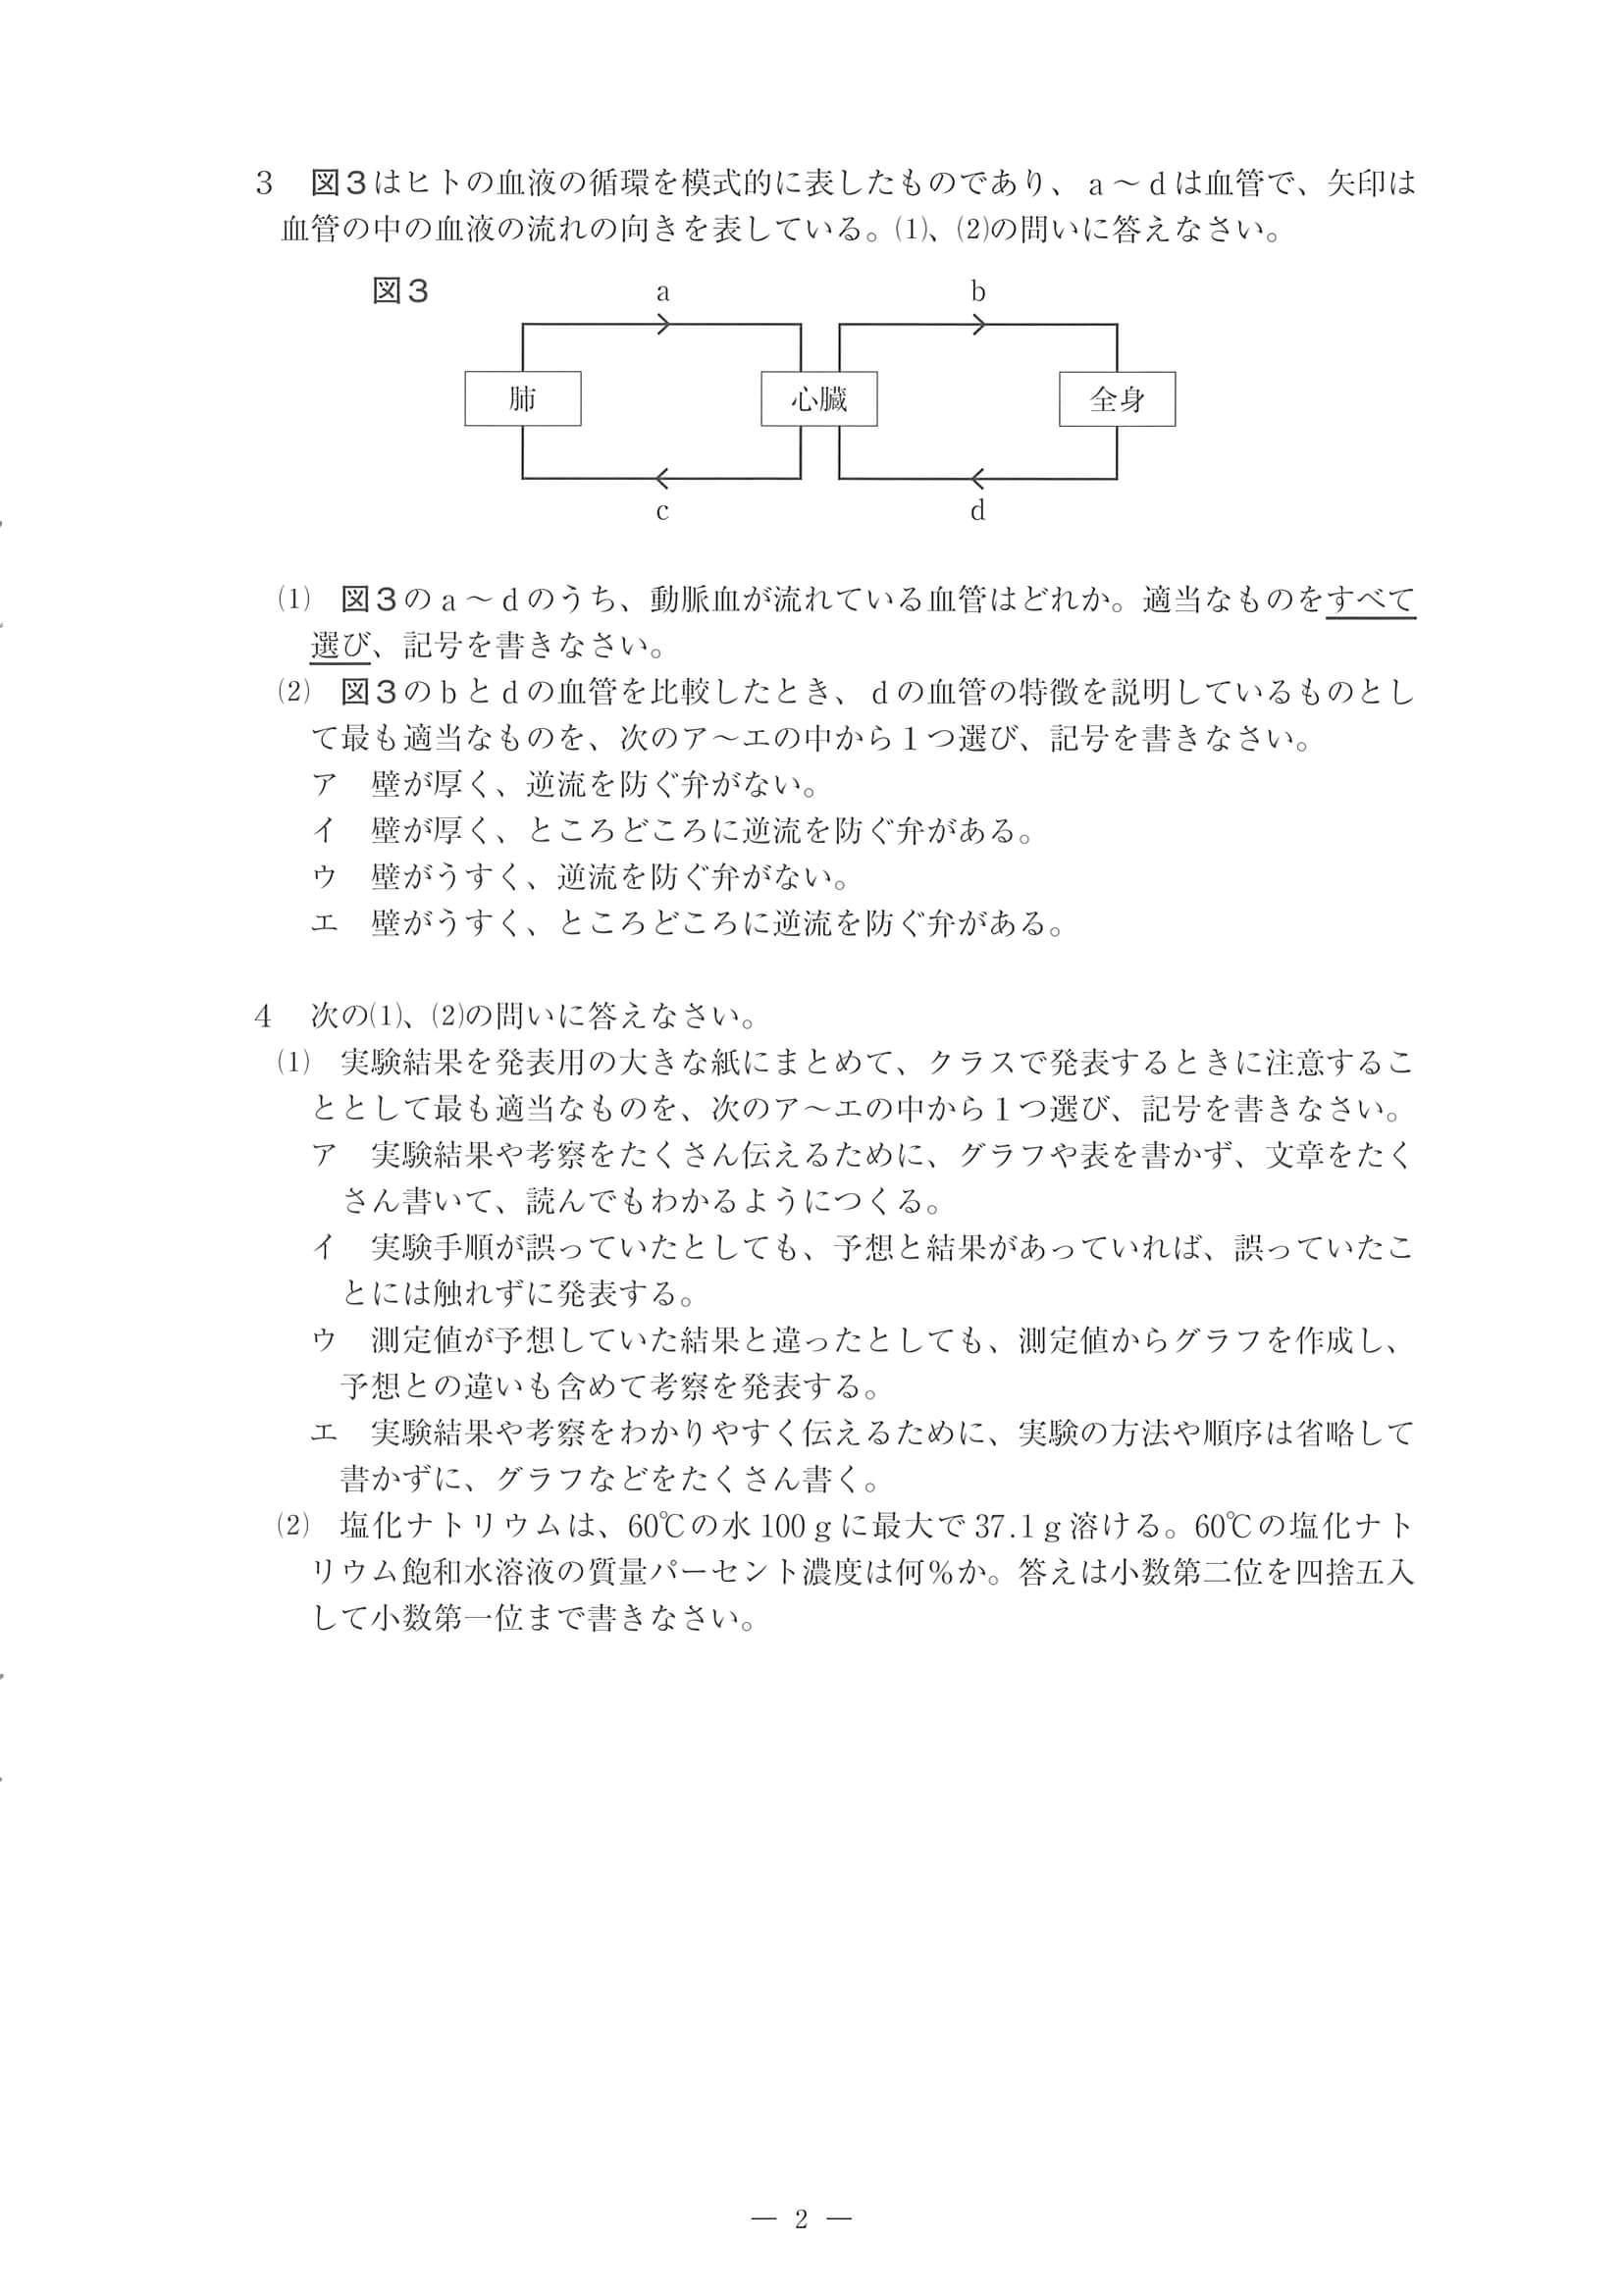 3　図3はヒトの血液の循環を模式的に表したものであり、a～dは血管で、矢印は
血管の中の血液の流れの向きを表している。(1)、(2)の問いに答えなさい。
図3
a
b
肺
心臓
全身
c
d
(1)　図3のa～dのうち、動脈血が流れている血管はどれか。適当なものをすべて
選び、記号を書きなさい。
(2)　図3のbとdの血管を比較したとき、dの血管の特徴を説明しているものとし
て最も適当なものを、次のア～エの中から1つ選び、記号を書きなさい。
ア　壁が厚く、逆流を防ぐ弁がない。
イ　壁が厚く、ところどころに逆流を防ぐ弁がある。
ウ　壁がうすく、逆流を防ぐ弁がない。
エ　壁がうすく、ところどころに逆流を防ぐ弁がある。
4　次の(1)、(2)の問いに答えなさい。
(1)　実験結果を発表用の大きな紙にまとめて、クラスで発表するときに注意するこ
ととして最も適当なものを、次のア～エの中から1つ選び、記号を書きなさい。
ア　実験結果や考察をたくさん伝えるために、グラフや表を書かず、文章をたく
さん書いて、読んでもわかるようにつくる。
イ　実験手順が誤っていたとしても、予想と結果があっていれば、誤っていたこ
とには触れずに発表する。
ウ　測定値が予想していた結果と違ったとしても、測定値からグラフを作成し、
予想との違いも含めて考察を発表する。
エ　実験結果や考察をわかりやすく伝えるために、実験の方法や順序は省略して
書かずに、グラフなどをたくさん書く。
(2)　塩化ナトリウムは、60℃の水100gに最大で37.1g溶ける。60℃の塩化ナト
リウム飽和水溶液の質量パーセント濃度は何％か。答えは小数第二位を四捨五入
して小数第一位まで書きなさい。
― 2 ―